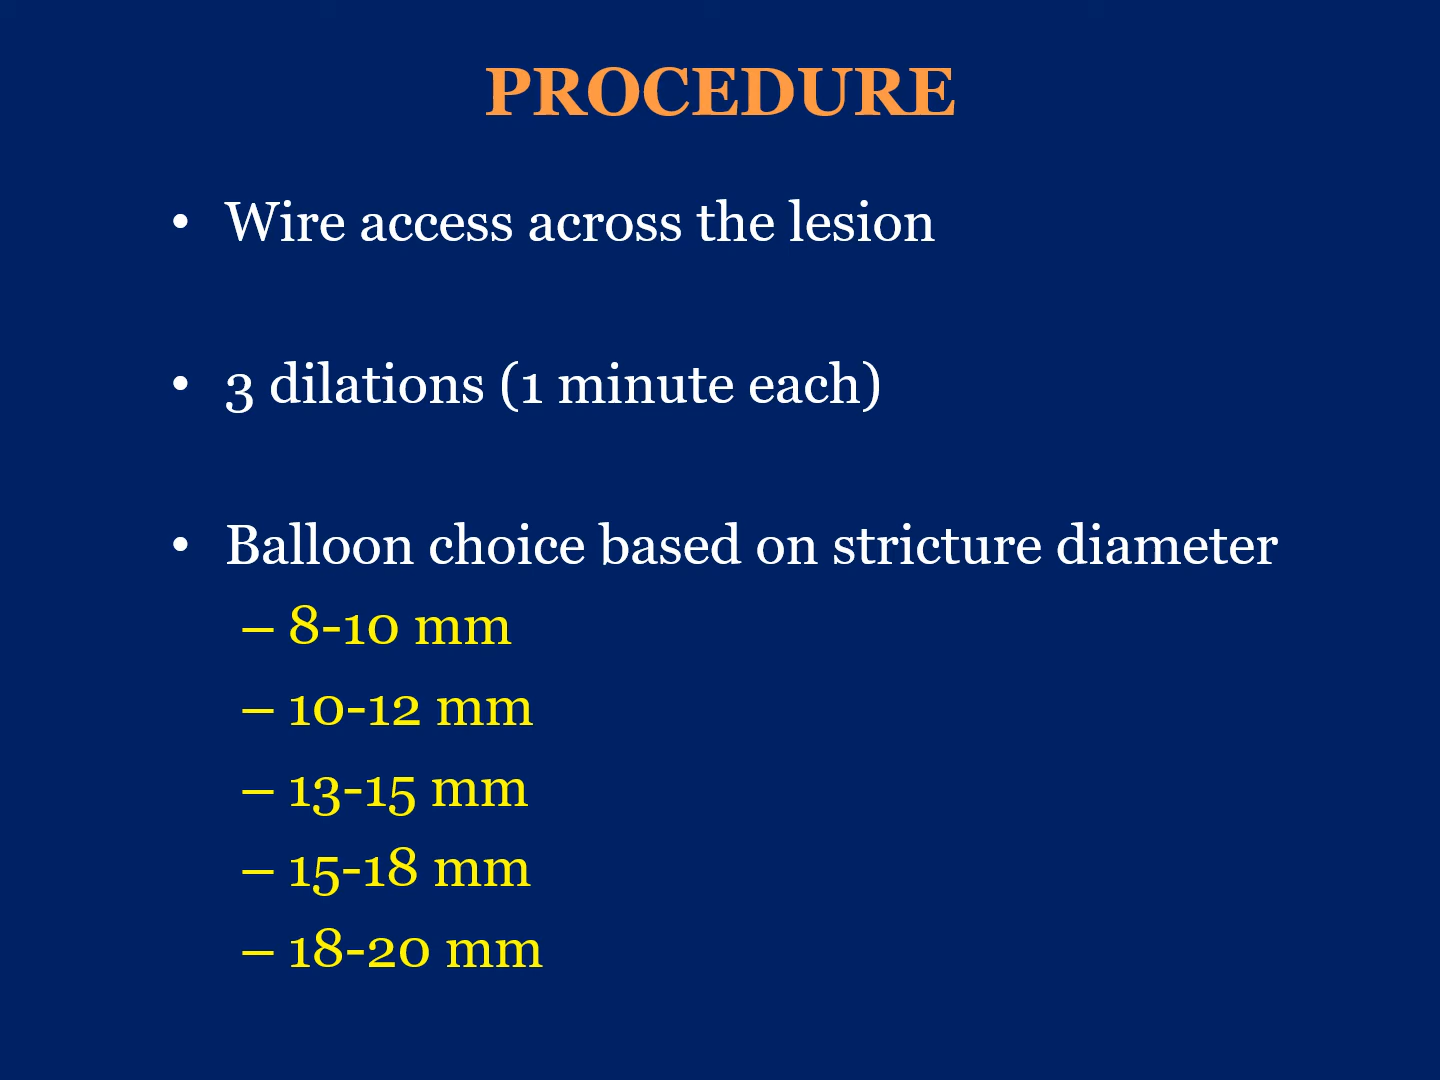 PROCEDURE
• Wire access across the lesion
• 3 dilations (1 minute each)
• Balloon choice based on stricture diameter
– 8-10 mm
– 10-12 mm
– 13-15 mm
– 15-18 mm
– 18-20 mm